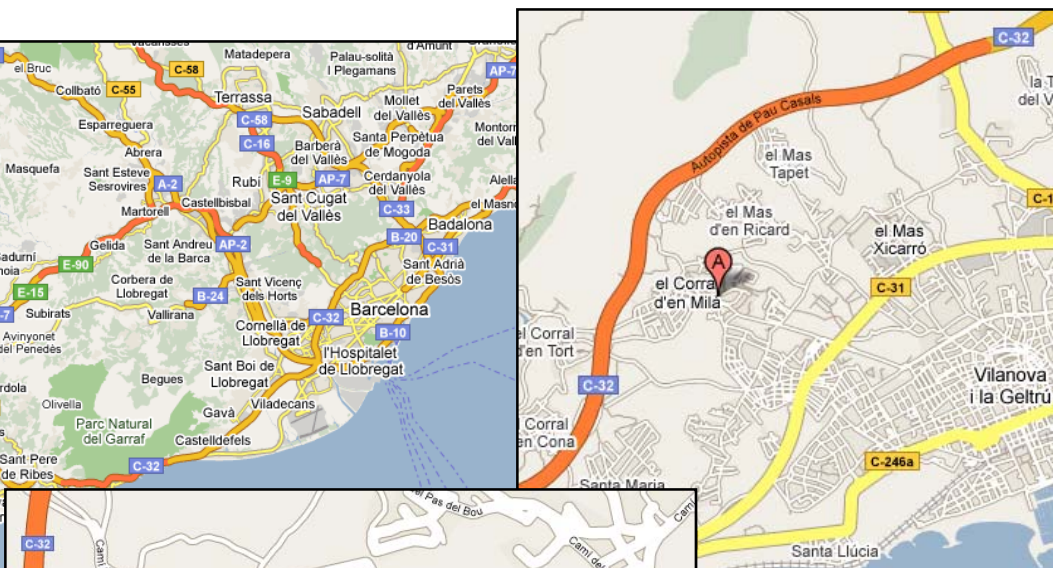 d'Amunt
Matadepera
Palau-solità
i Plegamans
el Bruc
C-58
AP-7
Collbató
C-55
Terrassa
Parets
del Vallès
Mollet
del Vallès
Sabadell
C-58
Esparreguera
Santa Perpètua
de Mogoda
C-16
Barberà
del Vallès
Abrera
Masquefa
Sant Esteve
Sesrovires
A-2
Rubí
E-9
AP-7
Cerdanyola
del Vallès
Castellbisbal
Sant Cugat
del Vallès
C-33
Martorell
Badalona
B-20
C-31
Gelida
Sant Andreu
de la Barca
AP-2
E-90
Sant Adrià
de Besòs
Corbera de
Llobregat
Sant Vicenç
dels Horts
E-15
B-24
Subirats
Vallirana
C-32
Barcelona
B-10
Cornellà de
Llobregat
Avinyonet
del Penedès
l'Hospitalet
de Llobregat
Sant Boi de
Llobregat
Begues
Olivella
Viladecans
Gavà
Parc Natural
del Garraf
Castelldefels
Sant Pere
de Ribes
C-32
C-32
Autopista de Pau Casals
el Mas
Tapet
el Mas
d'en Ricard
el Mas
Xicarró
A
el Corral
d'en Milà
C-31
el Corral
d'en Tort
C-32
Vilanova
i la Geltrú
Corral
en Cona
C-246a
Santa Maria
Santa Llúcia
C-32
Camí
el Pas del Bou
Camí del
Camí